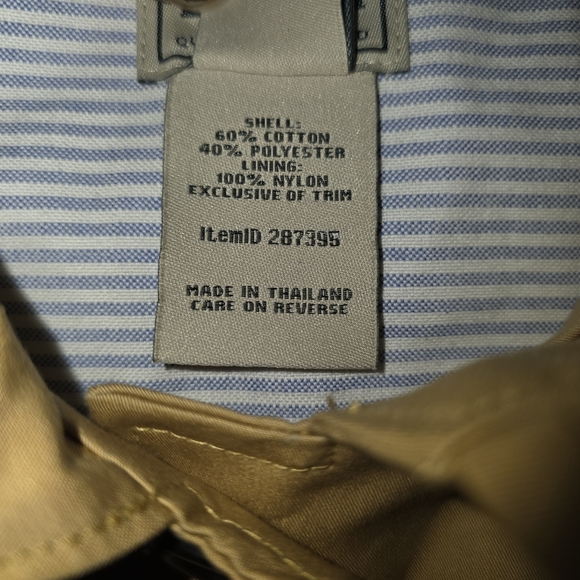 SHELL:
60% COTTON
40% POLYESTER
LINING:
100% NYLON
EXCLUSIVE OF TRIM
ItemID 287395
MADE IN THAILAND
CARE ON REVERSE